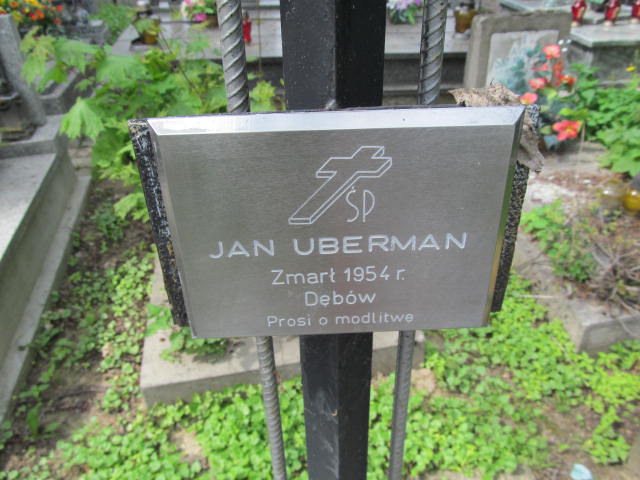 ŚP
JAN UBERMAN
Zmarł 1954 r.
Dębów
Prosi o modlitwę